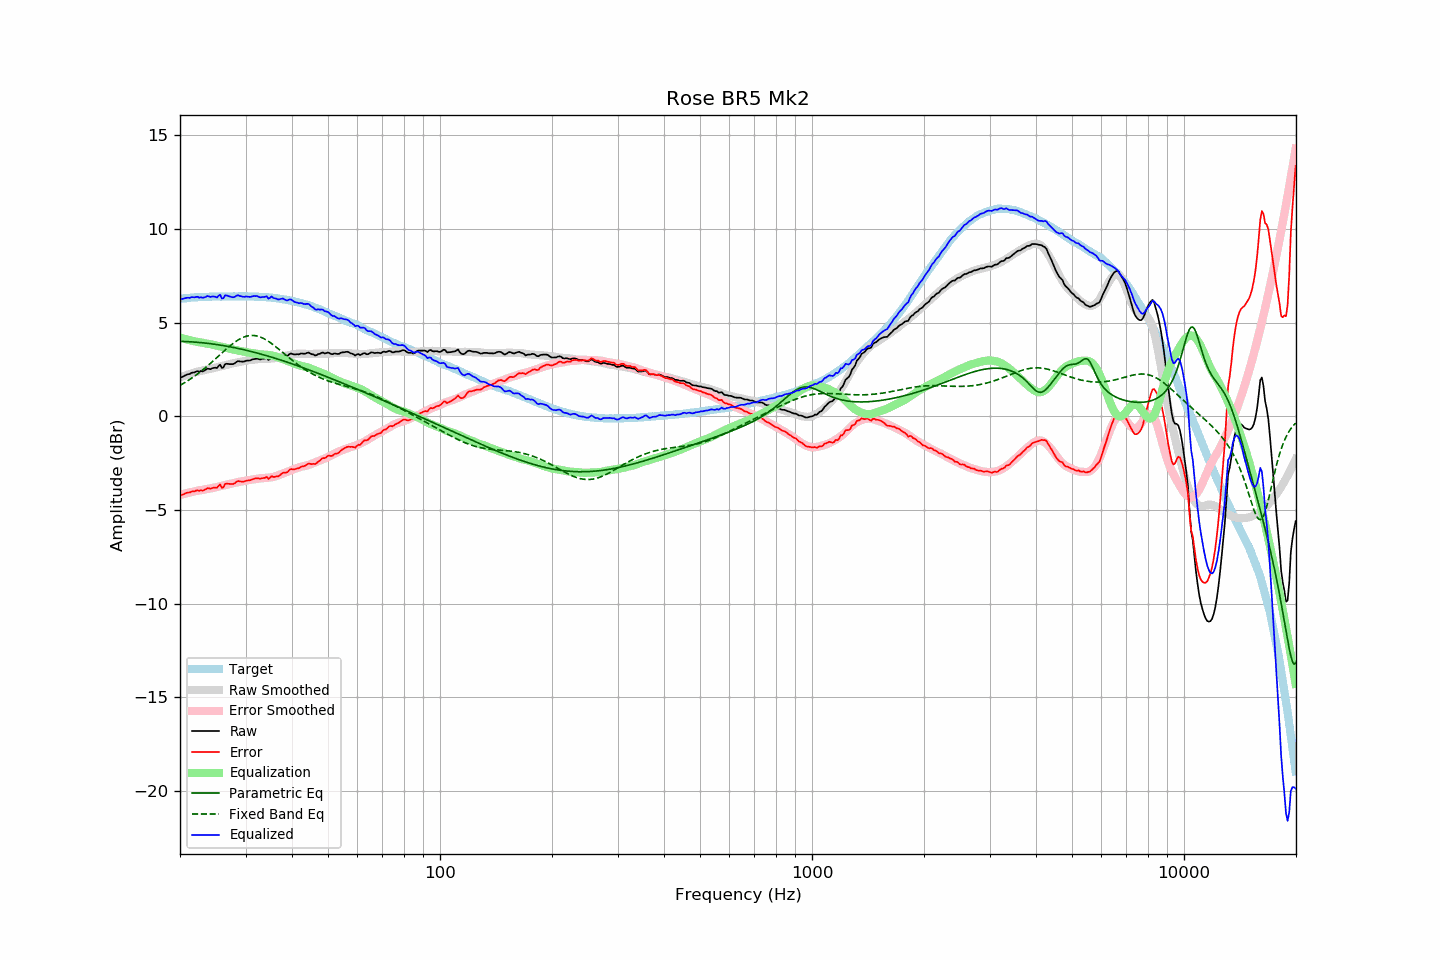 Rose BR5 Mk2
15
10
5
0
−5
−10
−15
−20
Amplitude (dBr)
100
1000
10000
Frequency (Hz)
Target
Raw Smoothed
Error Smoothed
Raw
Error
Equalization
Parametric Eq
Fixed Band Eq
Equalized